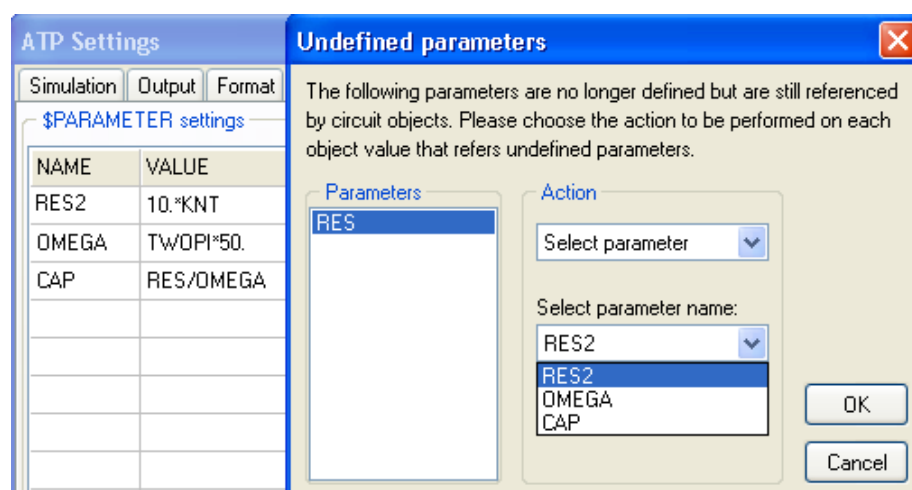 ATP Settings
Simulation Output Format
$PARAMETER settings
NAME VALUE
RES2 10.*KNT
OMEGA TWOPI*50.
CAP RES/OMEGA
Undefined parameters
The following parameters are no longer defined but are still referenced
by circuit objects. Please choose the action to be performed on each
object value that refers undefined parameters.
Parameters
RES
Action
Select parameter
Select parameter name:
RES2
RES2
OMEGA
CAP
OK
Cancel